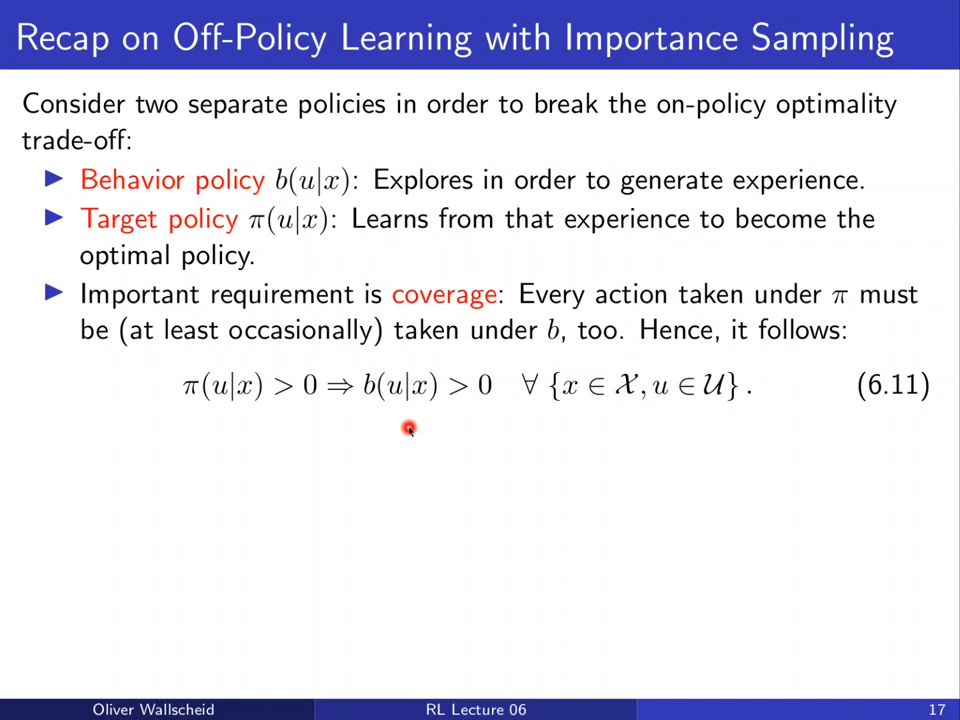 Recap on Off-Policy Learning with Importance Sampling
Consider two separate policies in order to break the on-policy optimality
trade-off:
▶ Behavior policy b(u|x): Explores in order to generate experience.
▶ Target policy π(u|x): Learns from that experience to become the
optimal policy.
▶ Important requirement is coverage: Every action taken under π must
be (at least occasionally) taken under b, too. Hence, it follows:
π(u|x) > 0 ⇒ b(u|x) > 0 ∀ {x ∈ 𝒳, u ∈ 𝒰} . (6.11)
Oliver Wallscheid RL Lecture 06 17